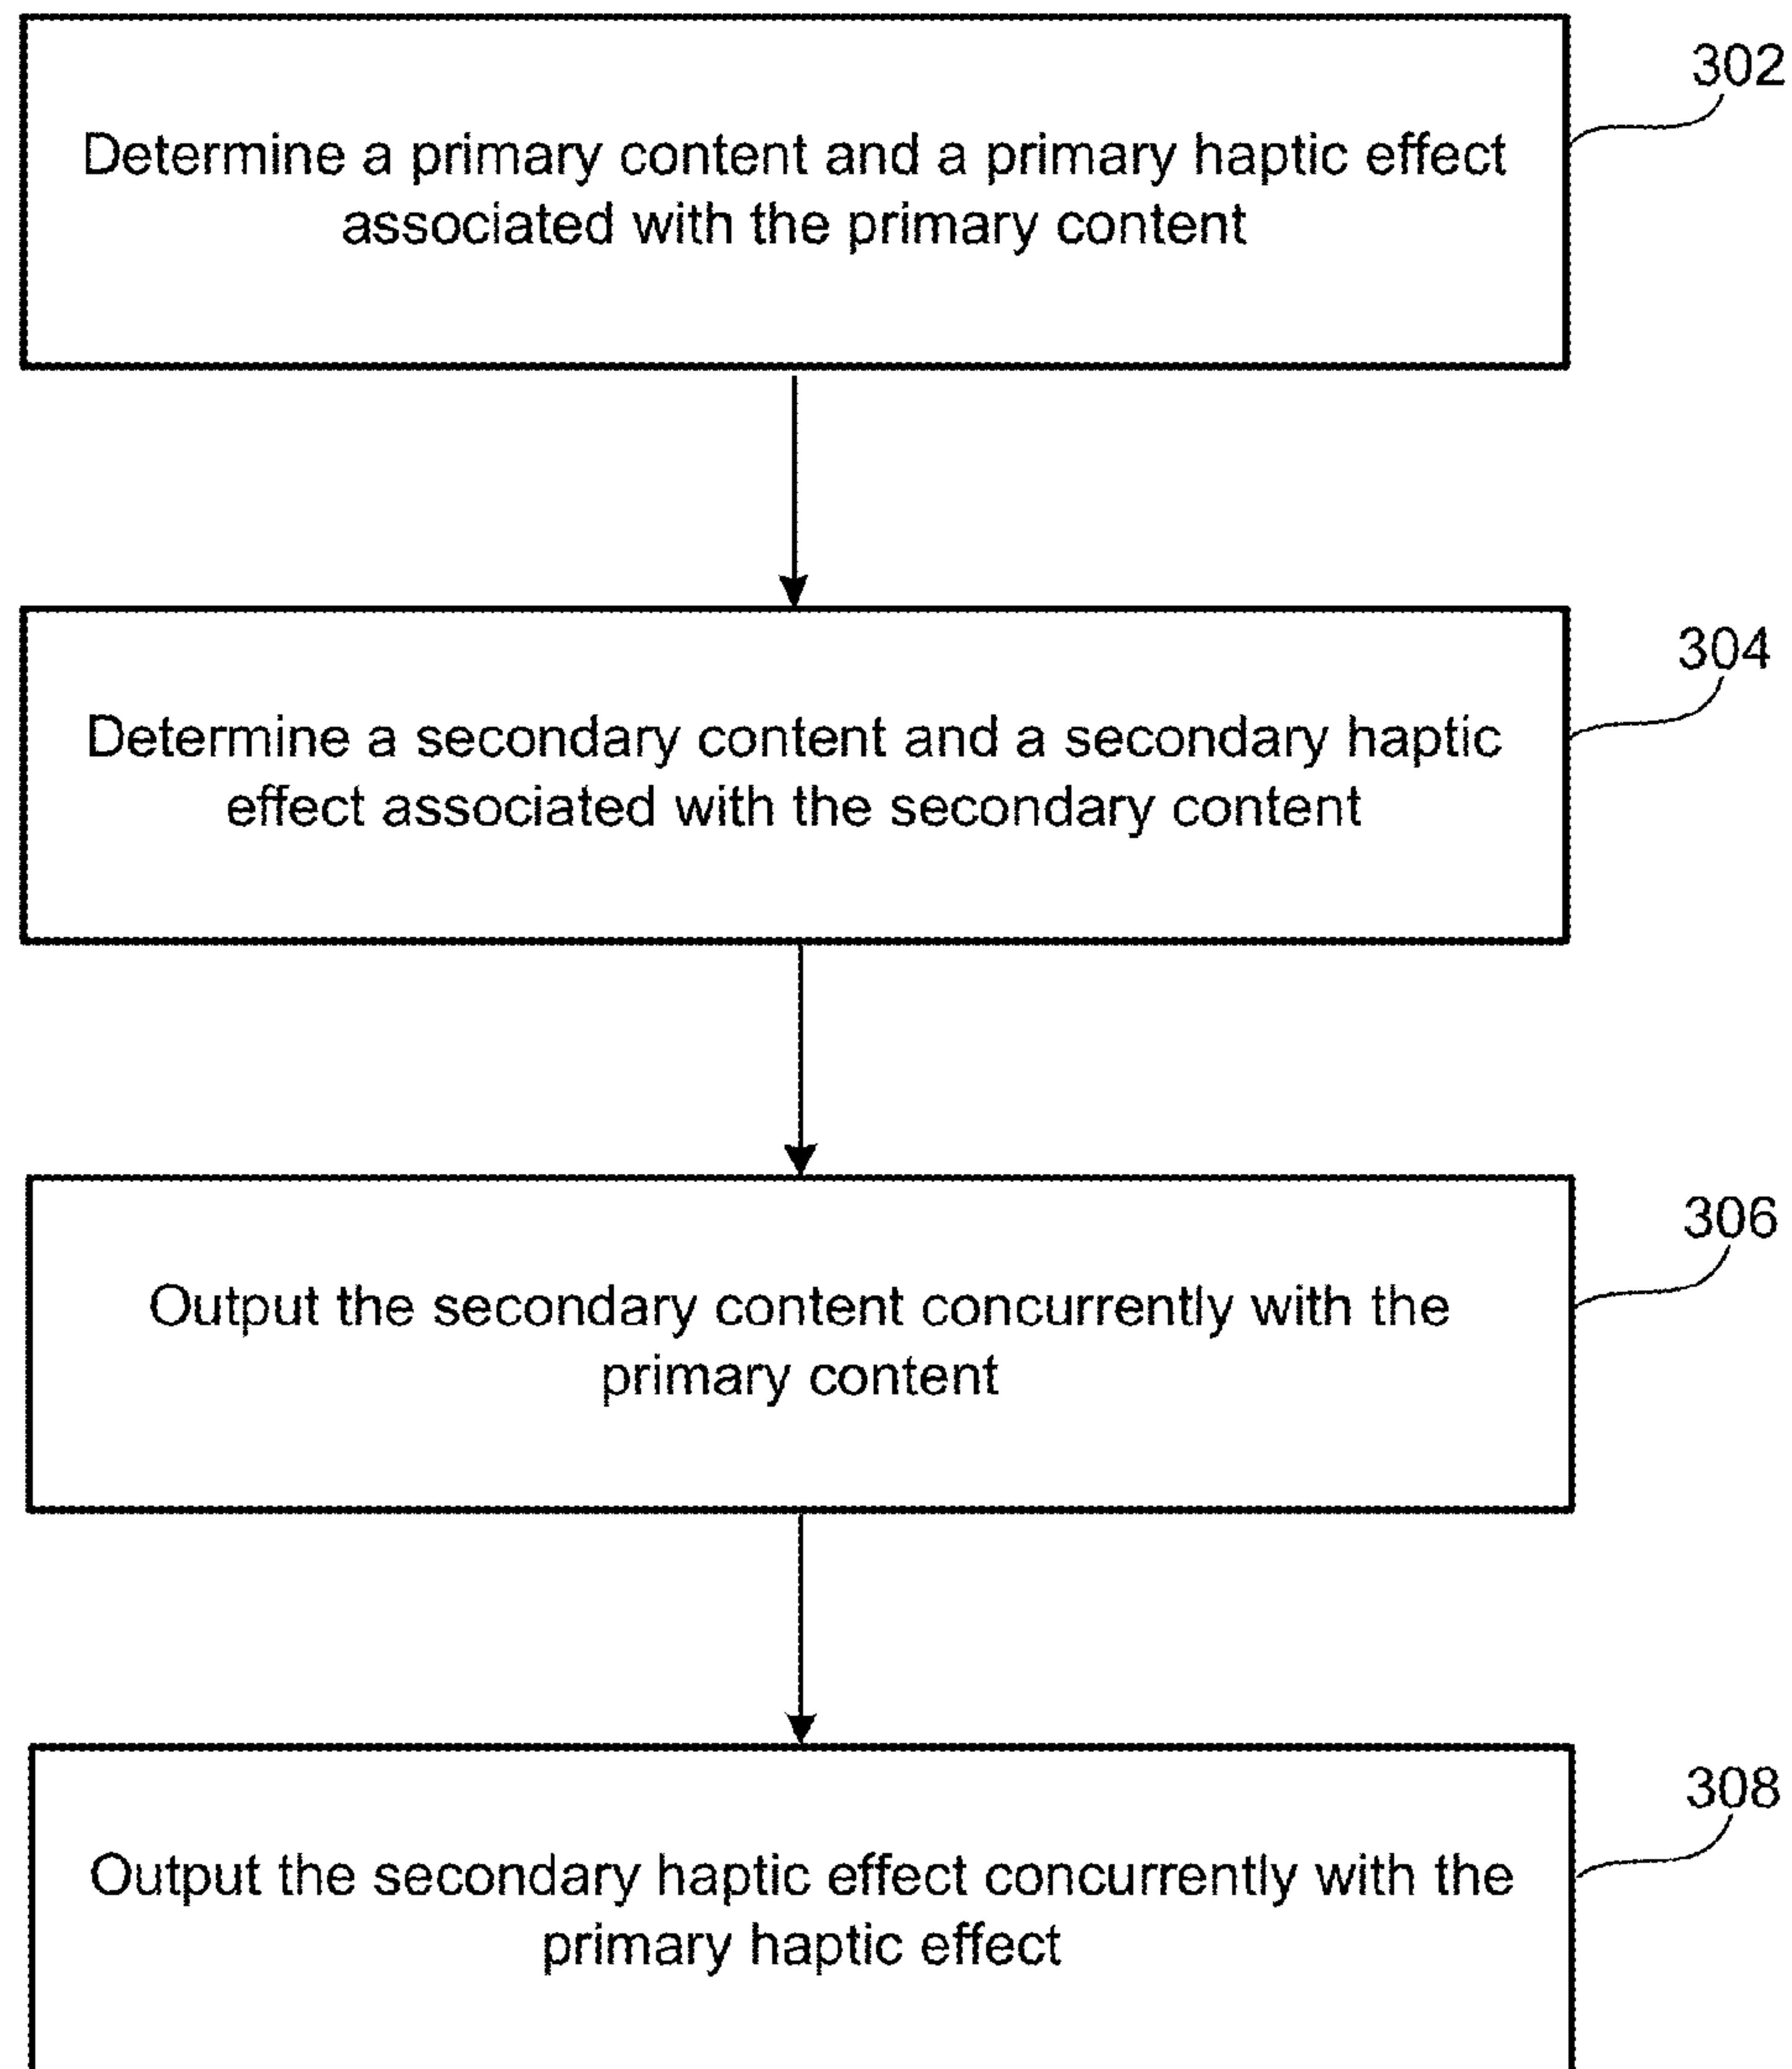 302
Determine a primary content and a primary haptic effect
associated with the primary content
304
Determine a secondary content and a secondary haptic
effect associated with the secondary content
306
Output the secondary content concurrently with the
primary content
308
Output the secondary haptic effect concurrently with the
primary haptic effect